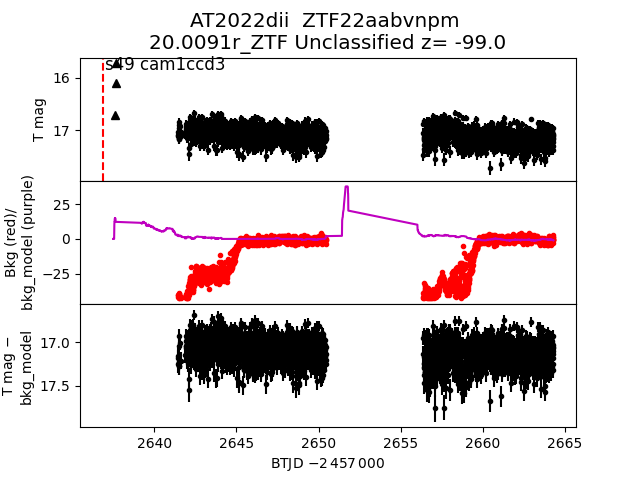 AT2022dii  ZTF22aabvnpm
20.0091r_ZTF Unclassified z= -99.0
s49 cam1ccd3
16
17
T mag
25
0
−25
Bkg (red)/
bkg_model (purple)
17.0
17.5
T mag −
bkg_model
2640
2645
2650
2655
2660
2665
BTJD −2 457 000